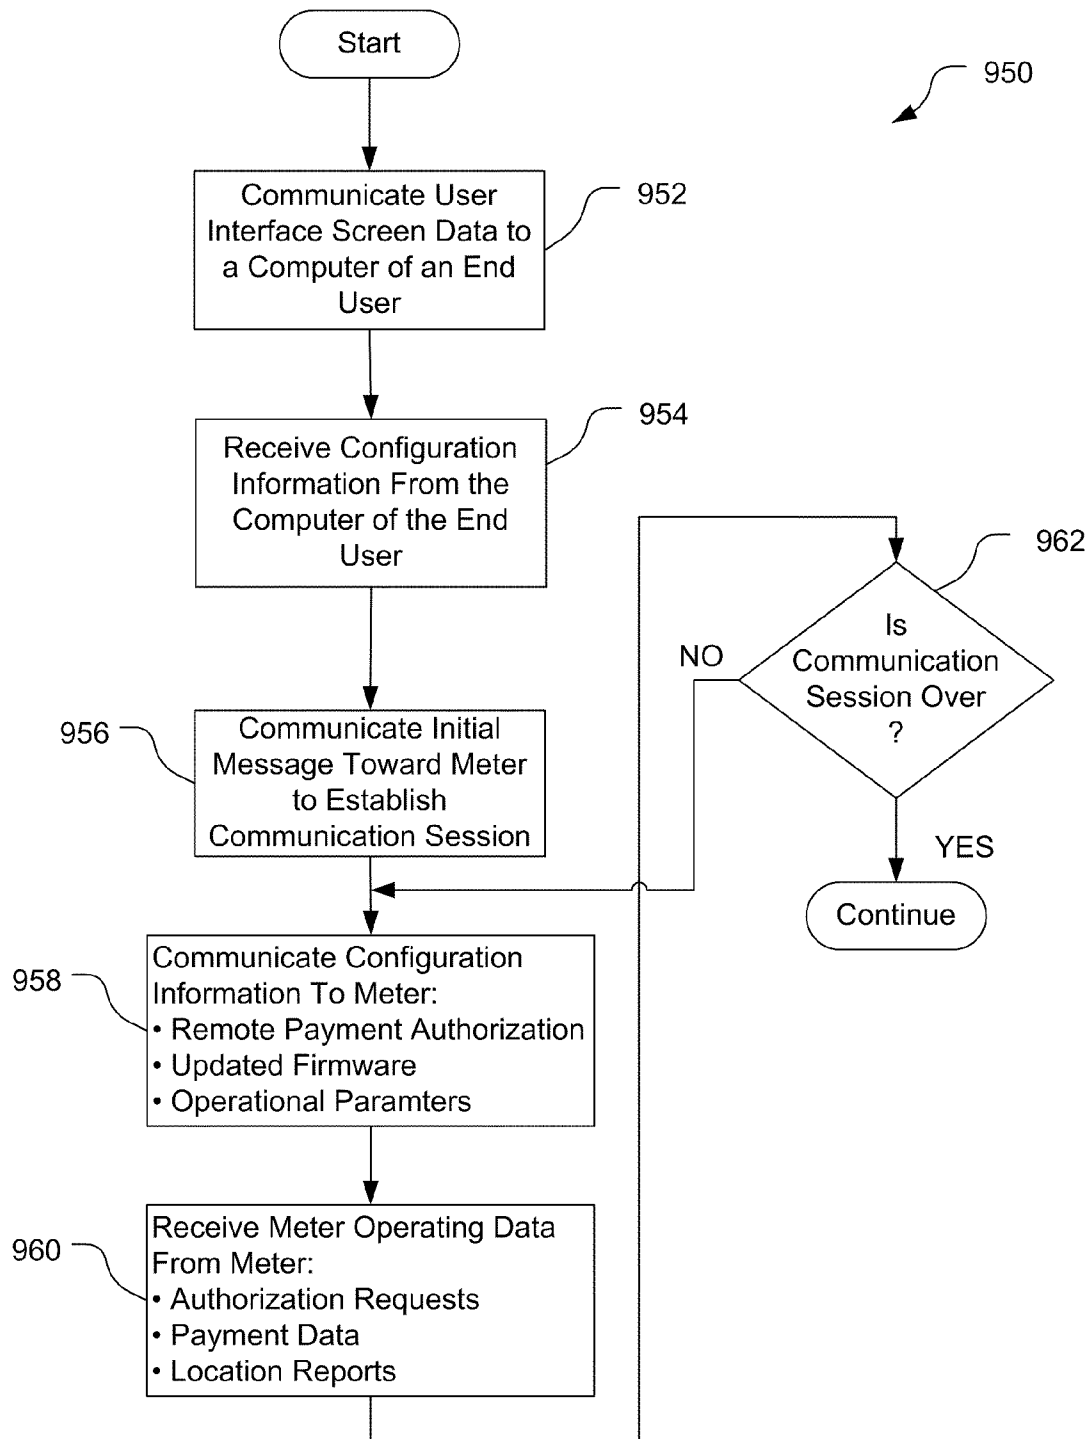 Start
950
Communicate User
Interface Screen Data to
a Computer of an End
User
952
Receive Configuration
Information From the
Computer of the End
User
954
Communicate Initial
Message Toward Meter
to Establish
Communication Session
956
Communicate Configuration
Information To Meter:
• Remote Payment Authorization
• Updated Firmware
• Operational Paramters
958
Receive Meter Operating Data
From Meter:
• Authorization Requests
• Payment Data
• Location Reports
960
Is
Communication
Session Over
?
962
NO
YES
Continue